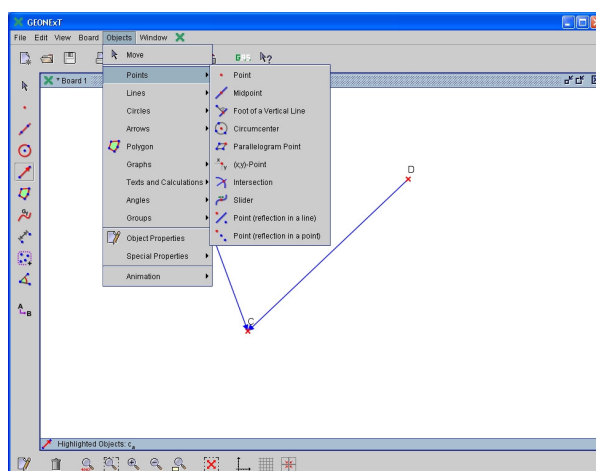 GEONExT
File Edit View Board Objects Window
Board 1
Move
Points
Lines
Circles
Arrows
Polygon
Graphs
Texts and Calculations
Angles
Groups
Object Properties
Special Properties
Animation
Point
Midpoint
Foot of a Vertical Line
Circumcenter
Parallelogram Point
(x,y)-Point
Intersection
Slider
Point (reflection in a line)
Point (reflection in a point)
D
C
A
B
Highlighted Objects: c